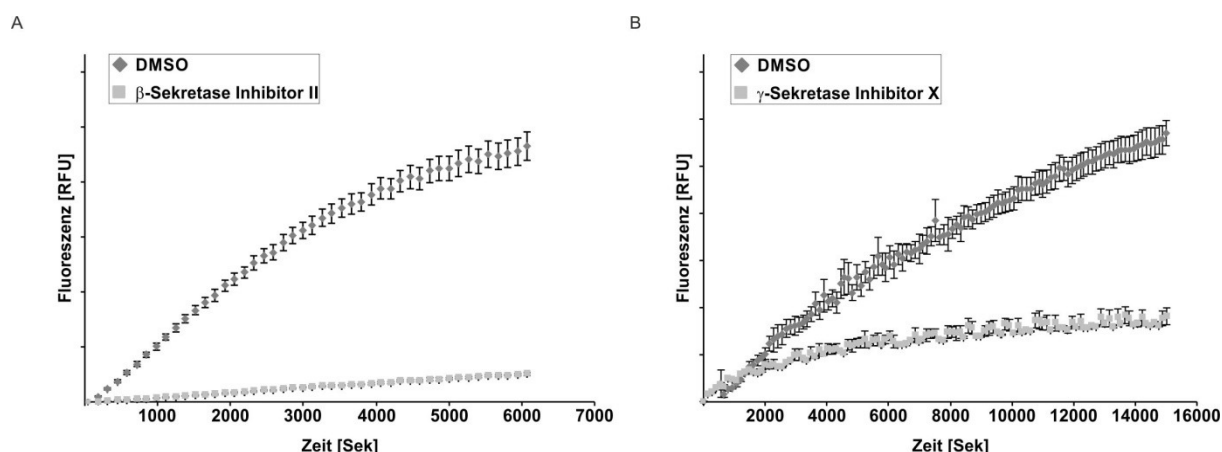 A
DMSO
β-Sekretase Inhibitor II
Fluoreszenz [RFU]
1000 2000 3000 4000 5000 6000 7000
Zeit [Sek]
B
DMSO
γ-Sekretase Inhibitor X
Fluoreszenz [RFU]
2000 4000 6000 8000 10000 12000 14000 16000
Zeit [Sek]